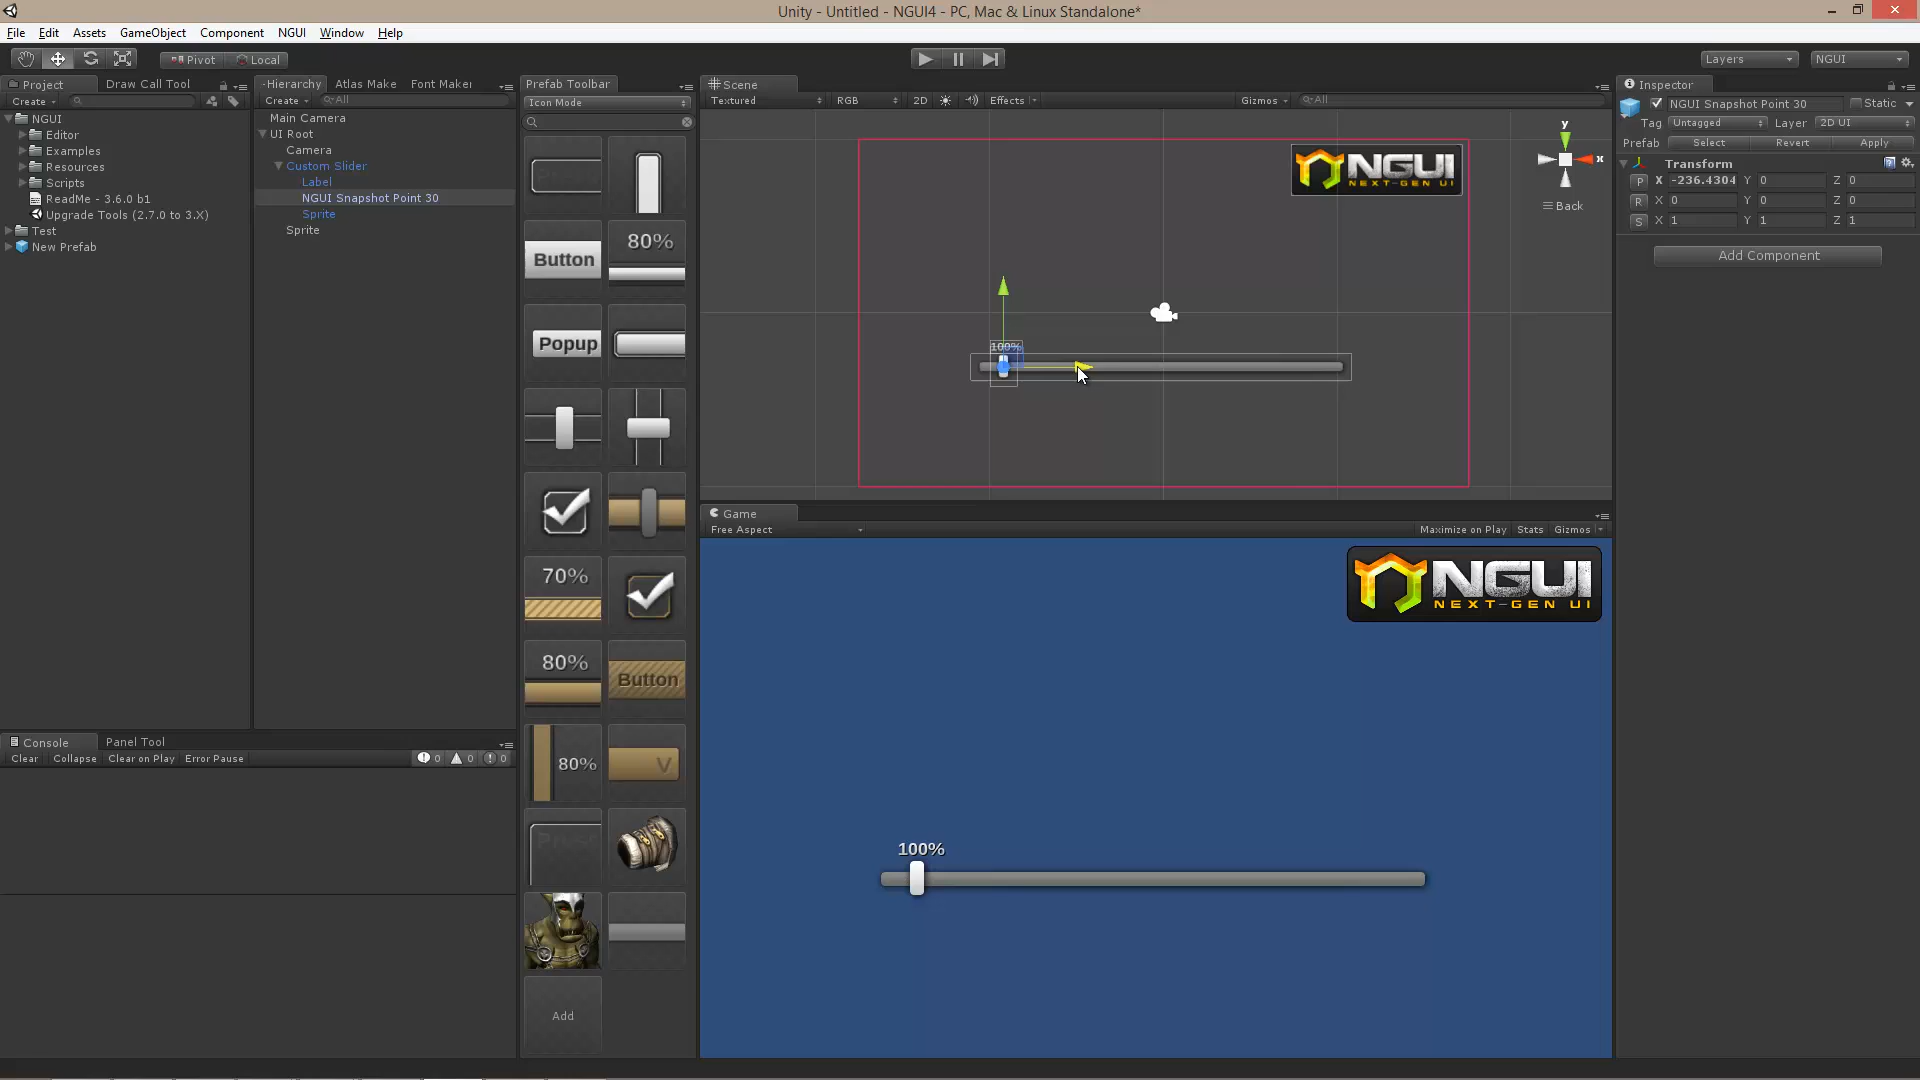 Unity - Untitled - NGUI4 - PC, Mac & Linux Standalone*
File Edit Assets GameObject Component NGUI Window Help
Pivot Local Layers NGUI
Project Draw Call Tool
Create
NGUI
Editor
Examples
Resources
Scripts
ReadMe - 3.6.0 b1
Upgrade Tools (2.7.0 to 3.X)
Test
New Prefab
Hierarchy Atlas Make Font Maker
Create All
Main Camera
UI Root
Camera
Custom Slider
Label
NGUI Snapshot Point 30
Sprite
Sprite
Prefab Toolbar
Icon Mode
Button 80%
Popup
70%
80% Button
80% V
Add
Scene
Textured RGB 2D Effects Gizmos All
NGUI
NEXT-GEN UI
y
x
Back
100%
Game
Free Aspect Maximize on Play Stats Gizmos
NGUI
NEXT-GEN UI
100%
Inspector
NGUI Snapshot Point 30 Static
Tag Untagged Layer 2D UI
Prefab Select Revert Apply
Transform
P X -236.4304 Y 0 Z 0
R X 0 Y 0 Z 0
S X 1 Y 1 Z 1
Add Component
Console Panel Tool
Clear Collapse Clear on Play Error Pause 0 0 0